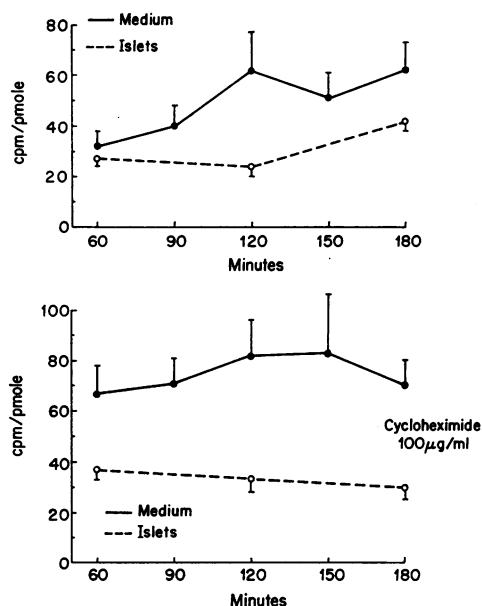 80
Medium
Islets
60
40
20
0
cpm/pmole
60 90 120 150 180
Minutes
100
80
60
40
20
0
cpm/pmole
Cycloheximide
100μg/ml
Medium
Islets
60 90 120 150 180
Minutes